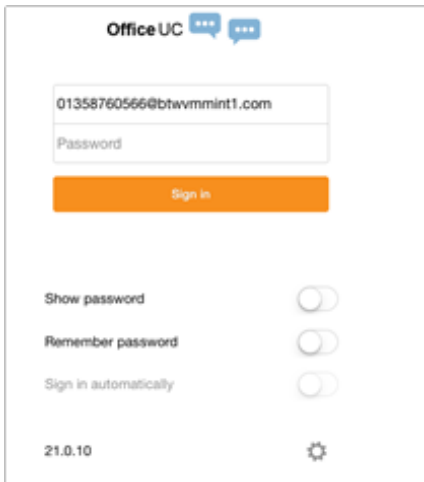 Office UC
01358760566@btwvmmint1.com
Password
Sign in
Show password
Remember password
Sign in automatically
21.0.10